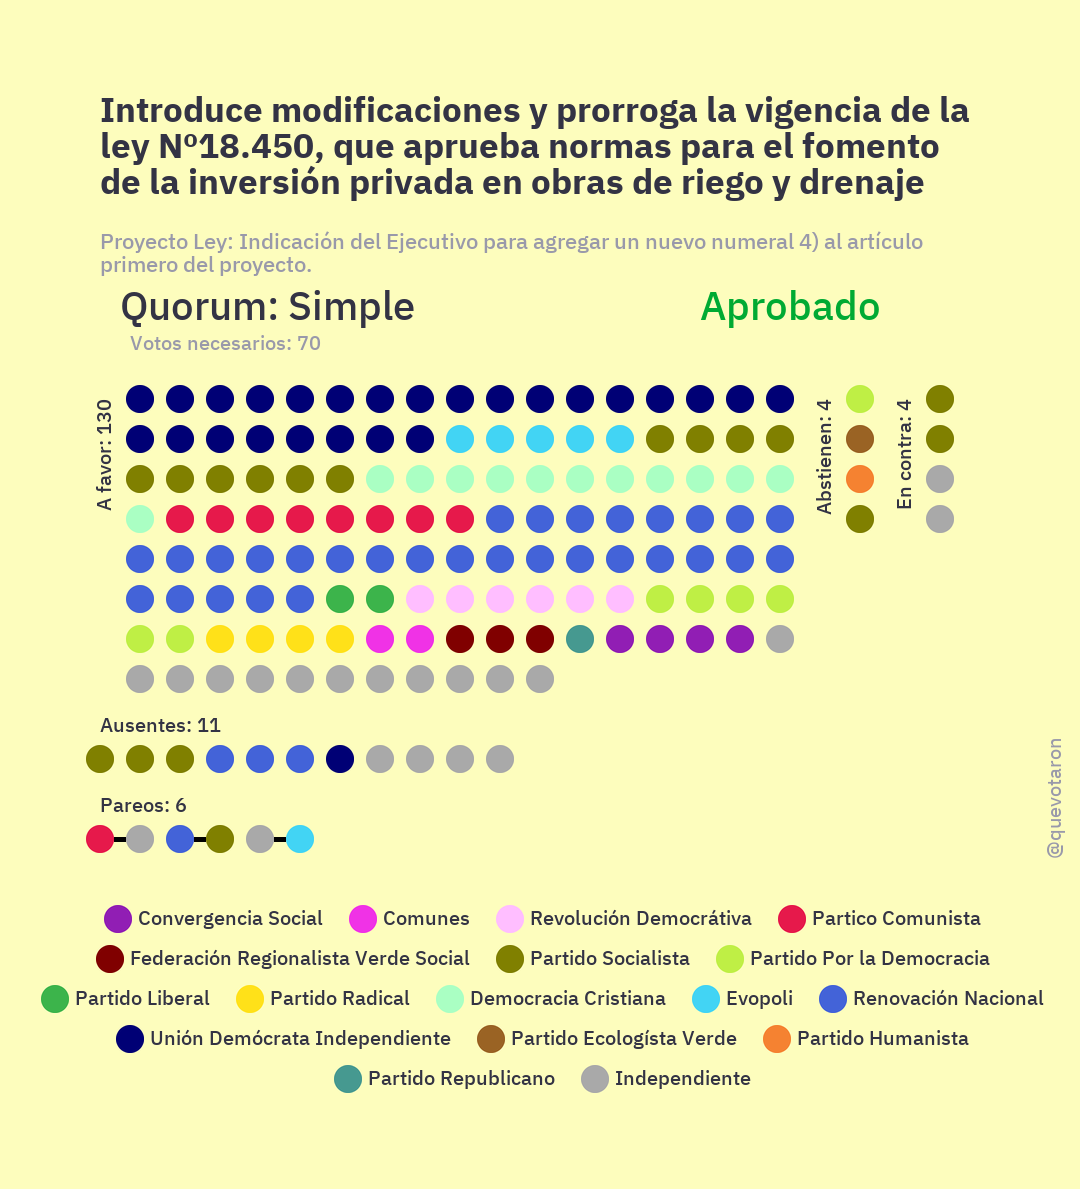 Introduce modificaciones y prorroga la vigencia de la
ley Nº18.450, que aprueba normas para el fomento
de la inversión privada en obras de riego y drenaje
Proyecto Ley: Indicación del Ejecutivo para agregar un nuevo numeral 4) al artículo
primero del proyecto.
Quorum: Simple
Aprobado
Votos necesarios: 70
A favor: 130
Abstienen: 4
En contra: 4
Ausentes: 11
Pareos: 6
@quevotaron
Convergencia Social Comunes Revolución Demócrátiva Partico Comunista
Federación Regionalista Verde Social Partido Socialista Partido Por la Democracia
Partido Liberal Partido Radical Democracia Cristiana Evopoli Renovación Nacional
Unión Demócrata Independiente Partido Ecologísta Verde Partido Humanista
Partido Republicano Independiente